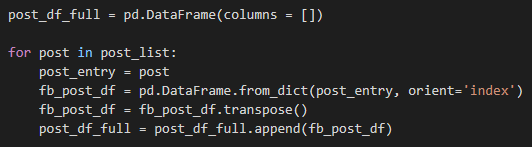 post_df_full = pd.DataFrame(columns = [])
for post in post_list:
    post_entry = post
    fb_post_df = pd.DataFrame.from_dict(post_entry, orient='index')
    fb_post_df = fb_post_df.transpose()
    post_df_full = post_df_full.append(fb_post_df)